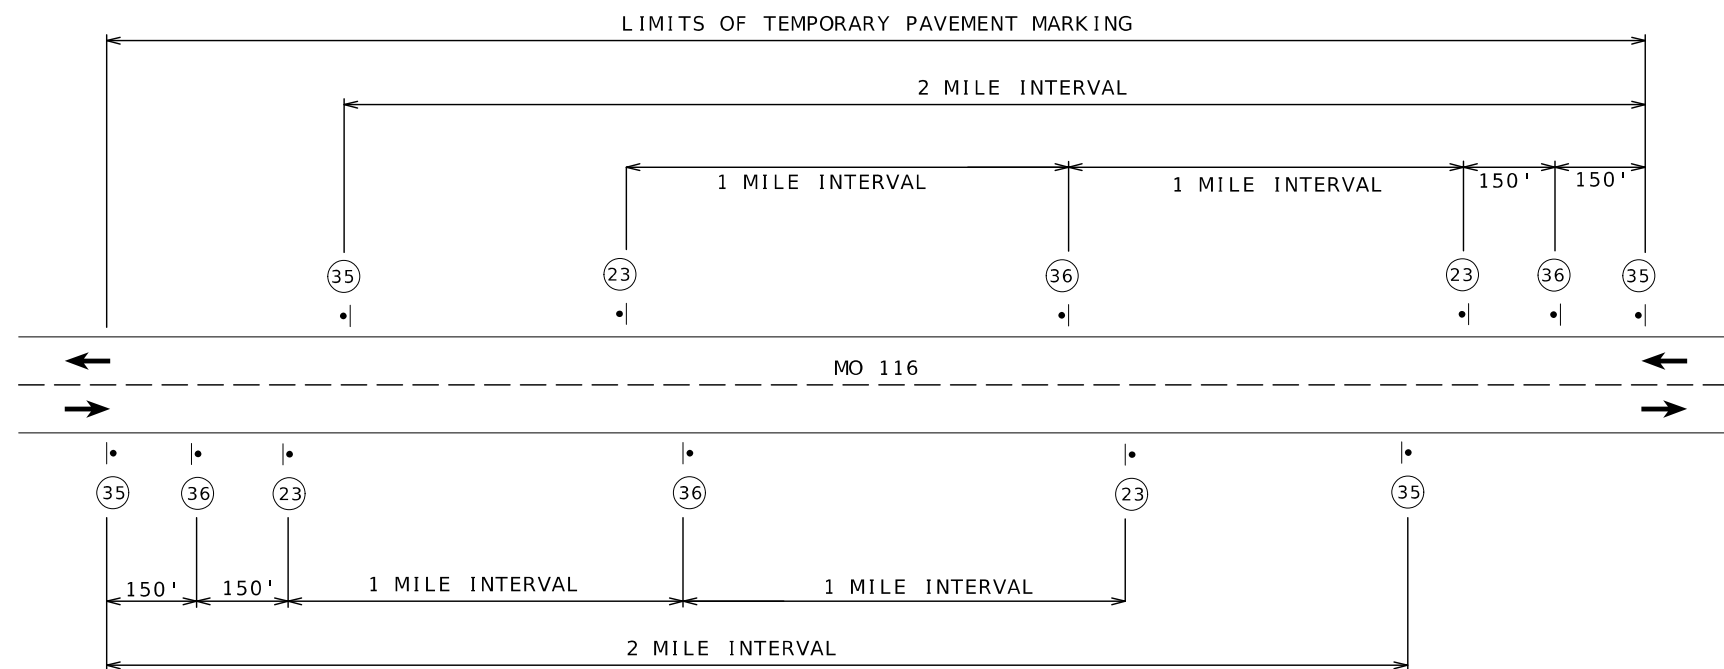 LIMITS OF TEMPORARY PAVEMENT MARKING
2 MILE INTERVAL
1 MILE INTERVAL
1 MILE INTERVAL
150'
150'
35
23
36
23
36
35
MO 116
35
36
23
36
23
35
150'
150'
1 MILE INTERVAL
1 MILE INTERVAL
2 MILE INTERVAL